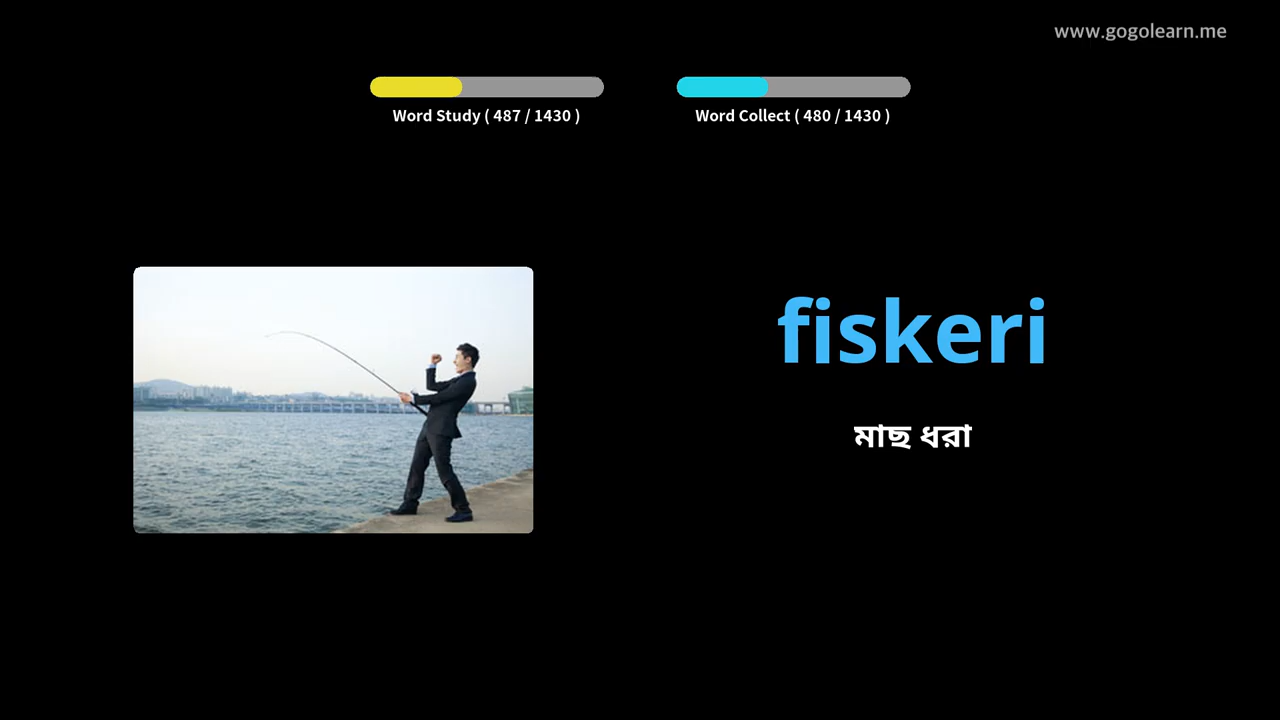 www.gogolearn.me
Word Study ( 487 / 1430 )
Word Collect ( 480 / 1430 )
fiskeri
মাছ ধরা